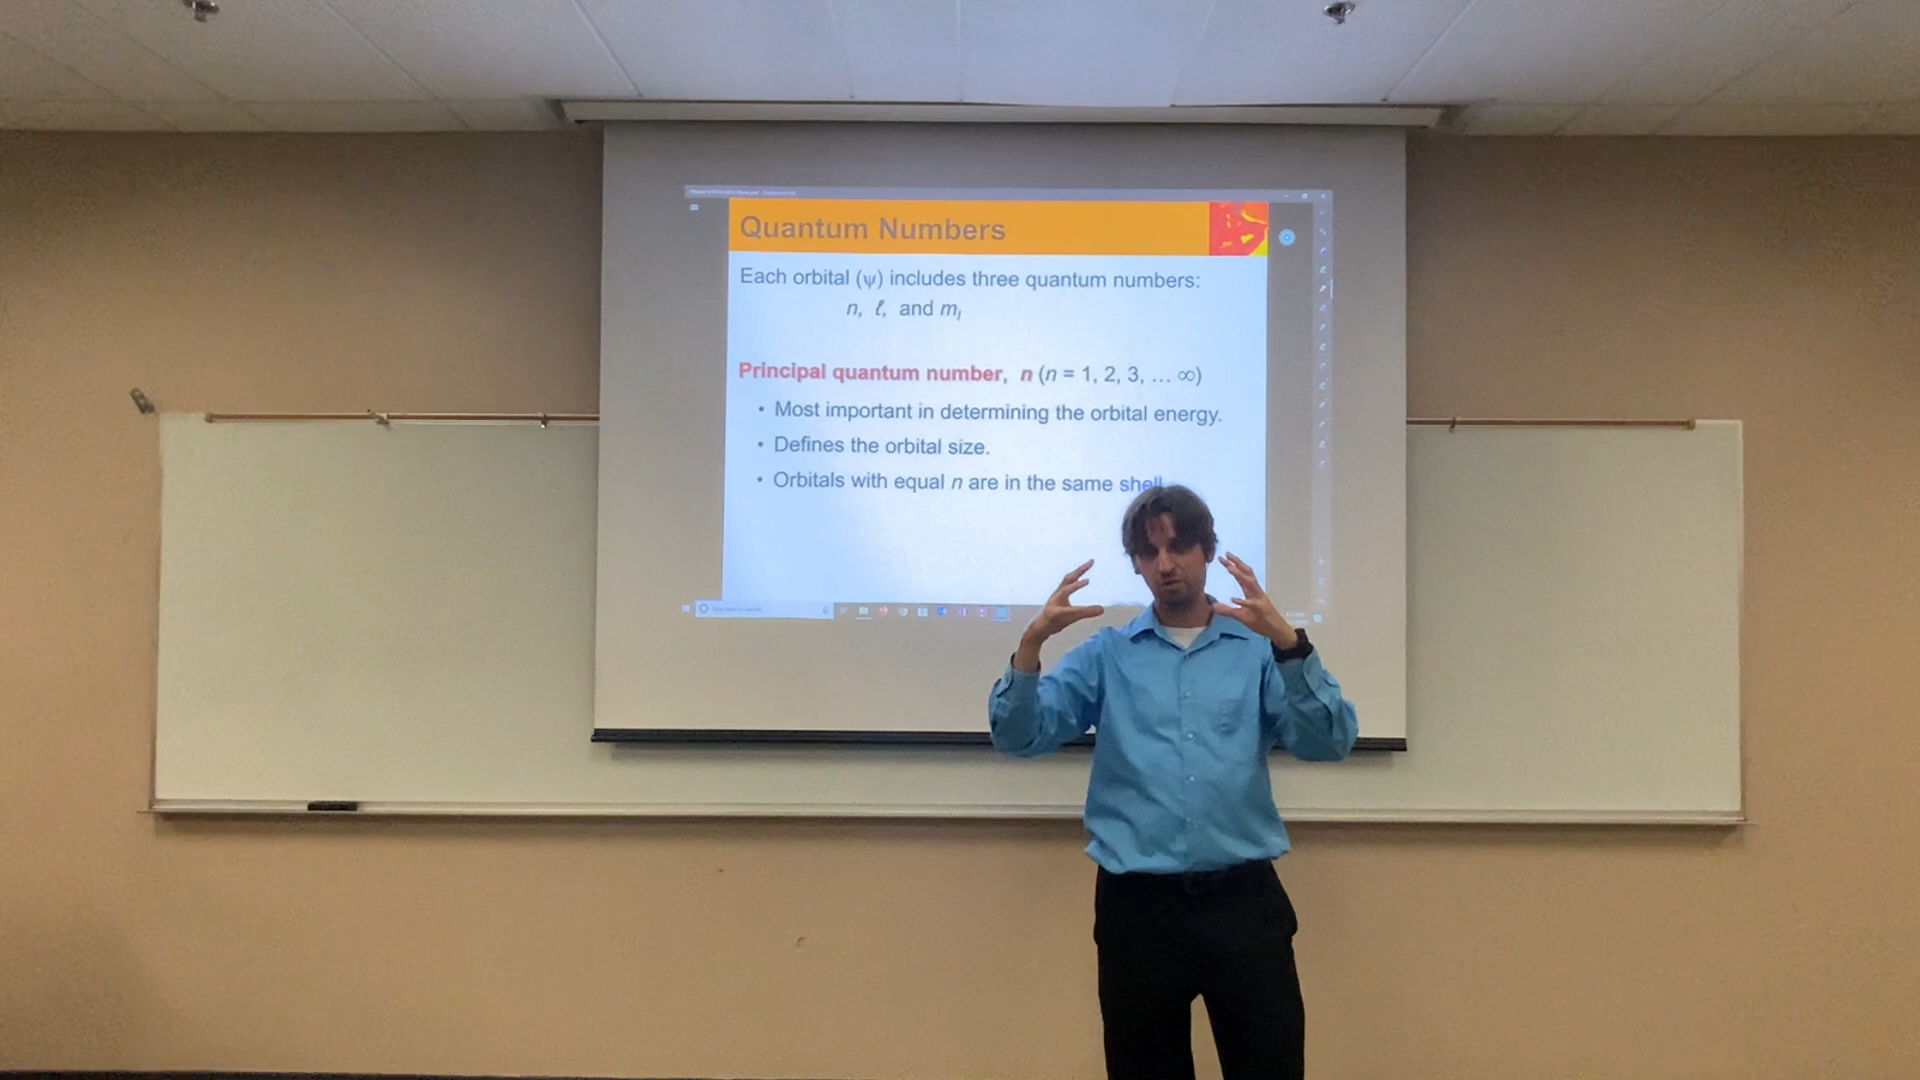 Quantum Numbers
Each orbital (ψ) includes three quantum numbers:
n, ℓ, and mₗ
Principal quantum number, n (n = 1, 2, 3, … ∞)
• Most important in determining the orbital energy.
• Defines the orbital size.
• Orbitals with equal n are in the same shell